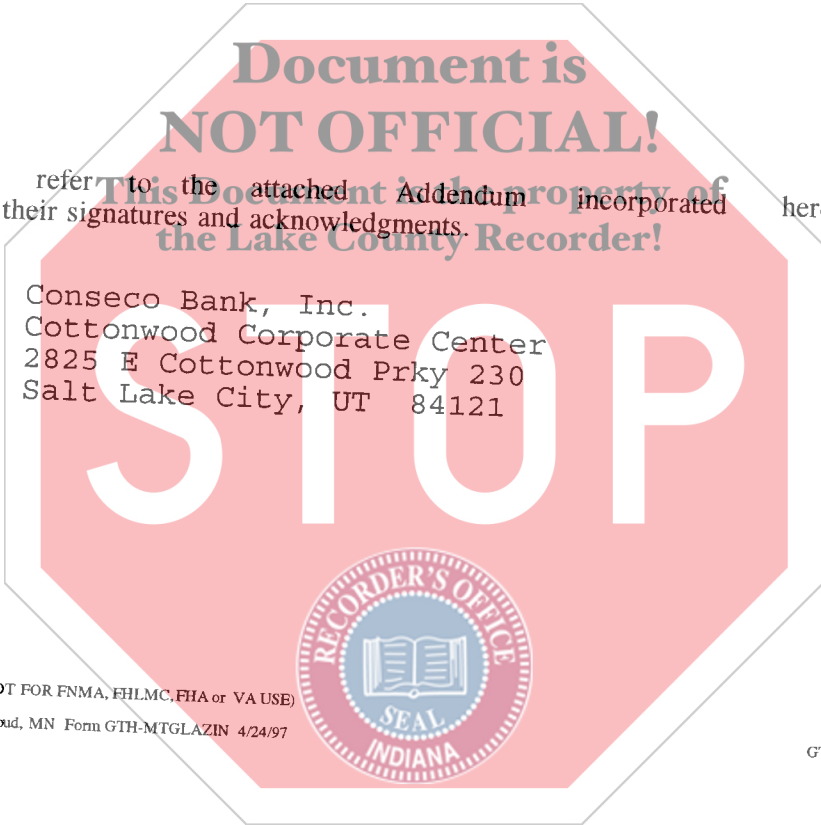 Document is
NOT OFFICIAL!
This Document is the property of
the Lake County Recorder!
refer to the attached Addendum incorporated
their signatures and acknowledgments.
Conseco Bank, Inc.
Cottonwood Corporate Center
2825 E Cottonwood Prky 230
Salt Lake City, UT 84121
STOP
RECORDER'S OFFICE
SEAL
INDIANA
OT FOR FNMA, FHLMC, FHA or VA USE)
oud, MN Form GTH-MTGLAZIN 4/24/97